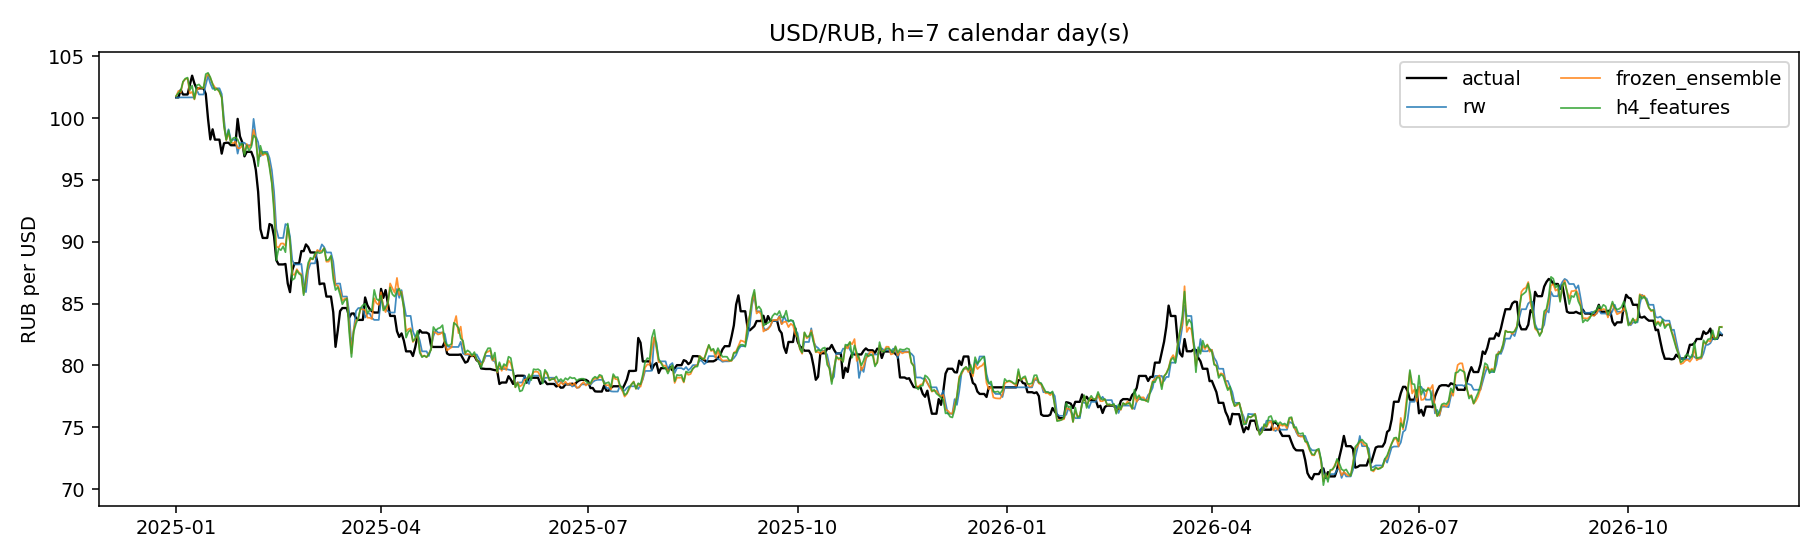 USD/RUB, h=7 calendar day(s)
RUB per USD
105
100
95
90
85
80
75
70
actual
rw
frozen_ensemble
h4_features
2025-01
2025-04
2025-07
2025-10
2026-01
2026-04
2026-07
2026-10